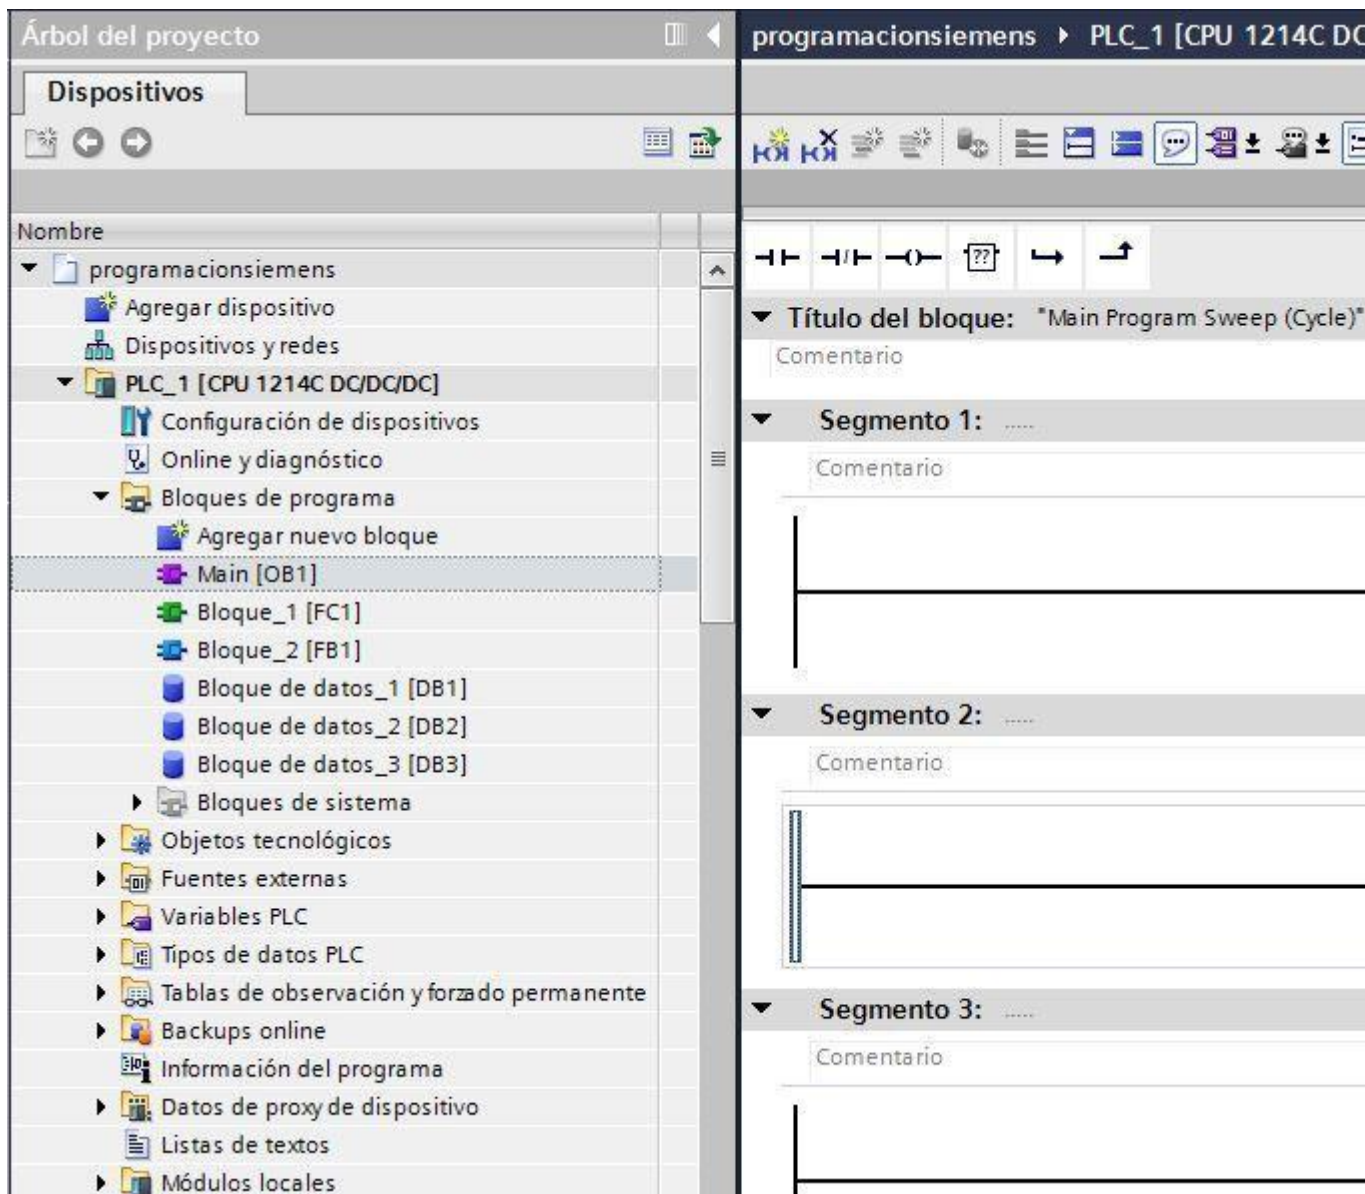 Árbol del proyecto
Dispositivos
Nombre
programacionsiemens
Agregar dispositivo
Dispositivos y redes
PLC_1 [CPU 1214C DC/DC/DC]
Configuración de dispositivos
Online y diagnóstico
Bloques de programa
Agregar nuevo bloque
Main [OB1]
Bloque_1 [FC1]
Bloque_2 [FB1]
Bloque de datos_1 [DB1]
Bloque de datos_2 [DB2]
Bloque de datos_3 [DB3]
Bloques de sistema
Objetos tecnológicos
Fuentes externas
Variables PLC
Tipos de datos PLC
Tablas de observación y forzado permanente
Backups online
Información del programa
Datos de proxy de dispositivo
Listas de textos
Módulos locales
programacionsiemens ▸ PLC_1 [CPU 1214C DC
??
Título del bloque: "Main Program Sweep (Cycle)"
Comentario
Segmento 1: .....
Comentario
Segmento 2: .....
Comentario
Segmento 3: .....
Comentario